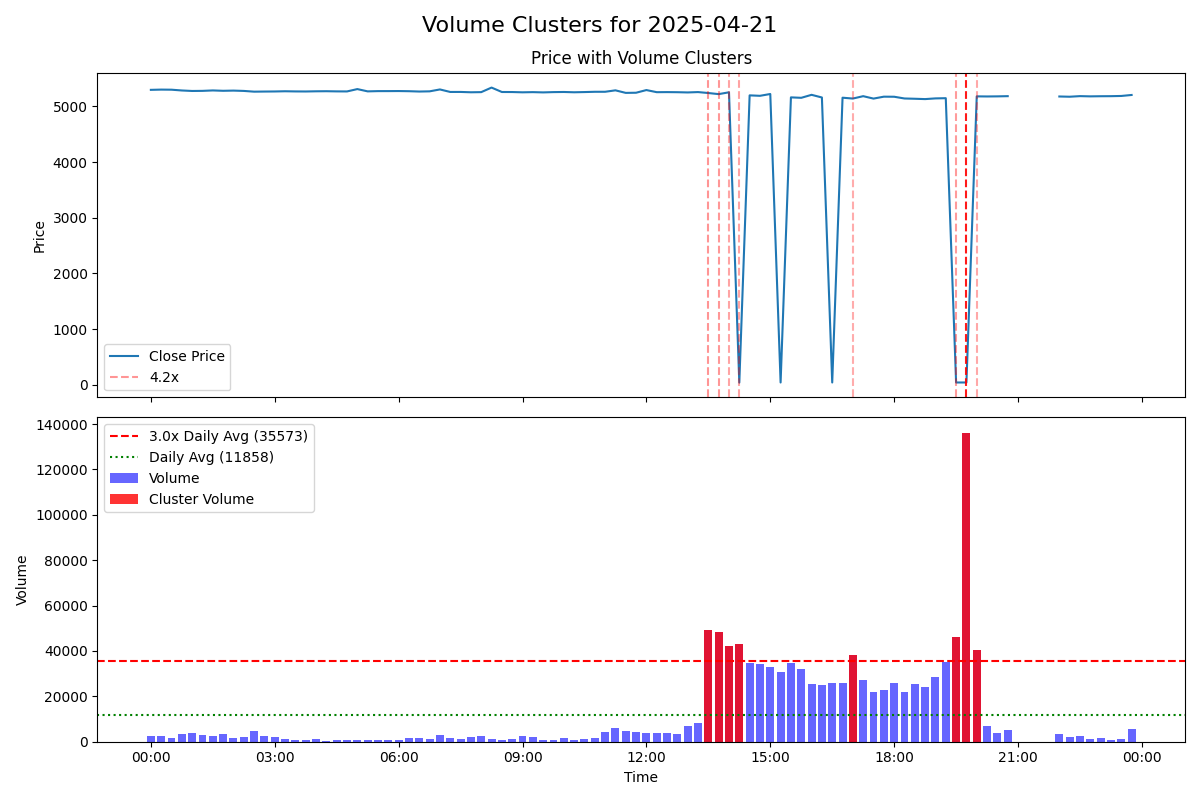 Volume Clusters for 2025-04-21
Price with Volume Clusters
Price
5000
4000
3000
2000
1000
0
Close Price
4.2x
Volume
140000
120000
100000
80000
60000
40000
20000
0
3.0x Daily Avg (35573)
Daily Avg (11858)
Volume
Cluster Volume
00:00 03:00 06:00 09:00 12:00 15:00 18:00 21:00 00:00
Time